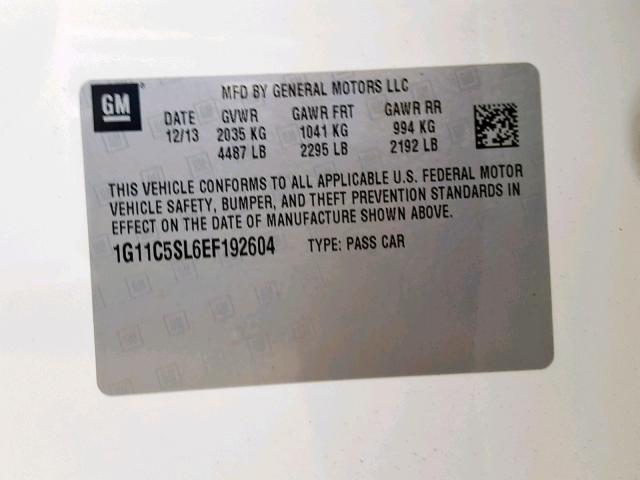 GM
MFD BY GENERAL MOTORS LLC
DATE GVWR GAWR FRT GAWR RR
12/13 2035 KG 1041 KG 994 KG
4487 LB 2295 LB 2192 LB
THIS VEHICLE CONFORMS TO ALL APPLICABLE U.S. FEDERAL MOTOR
VEHICLE SAFETY, BUMPER, AND THEFT PREVENTION STANDARDS IN
EFFECT ON THE DATE OF MANUFACTURE SHOWN ABOVE.
1G11C5SL6EF192604 TYPE: PASS CAR